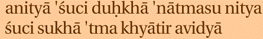 anityā 'śuci duḥkhā 'nātmasu nitya
śuci sukhā 'tma khyātir avidyā